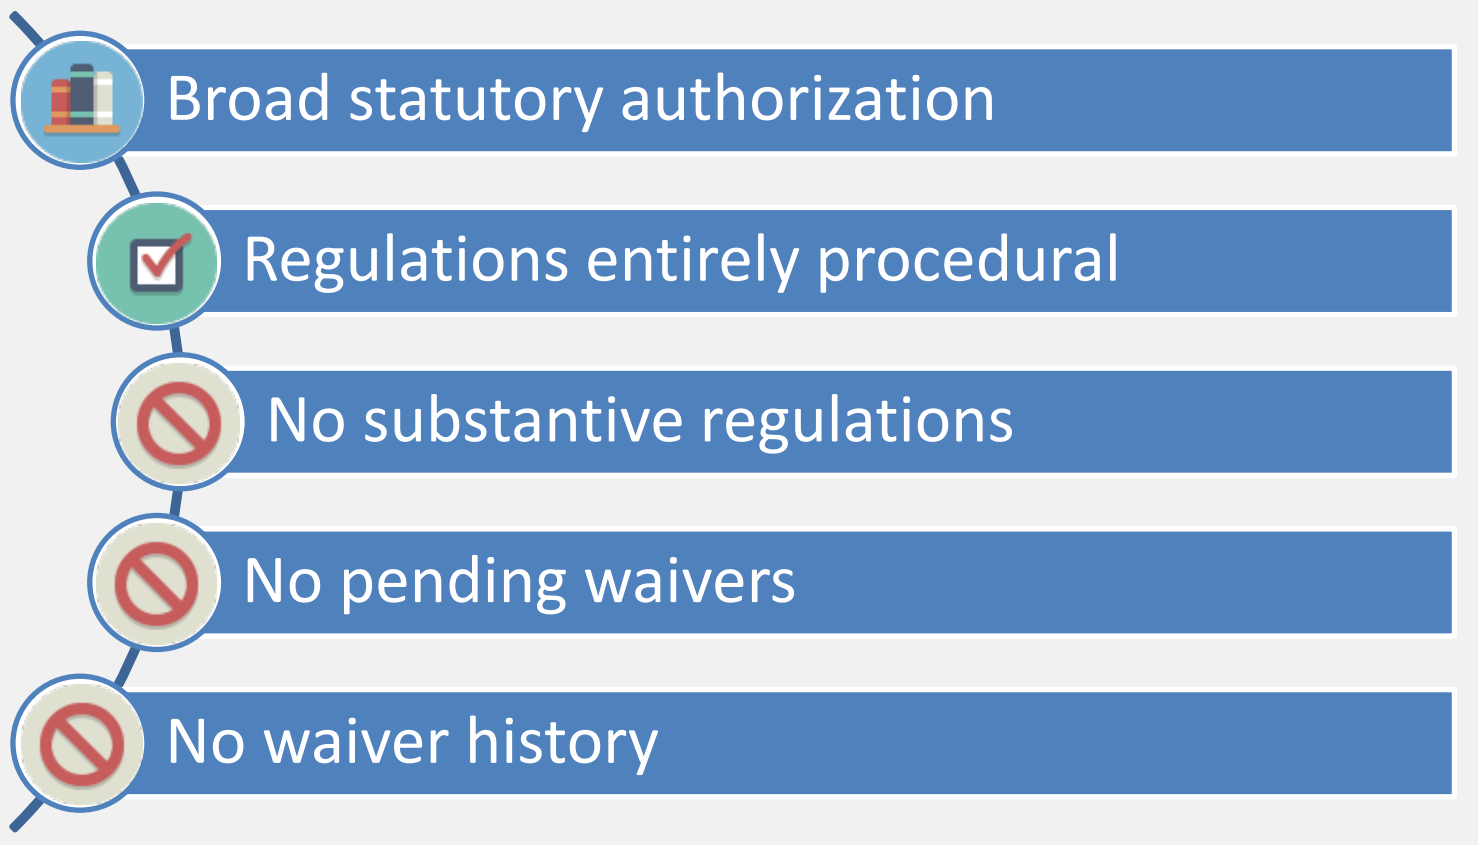 Broad statutory authorization
Regulations entirely procedural
No substantive regulations
No pending waivers
No waiver history